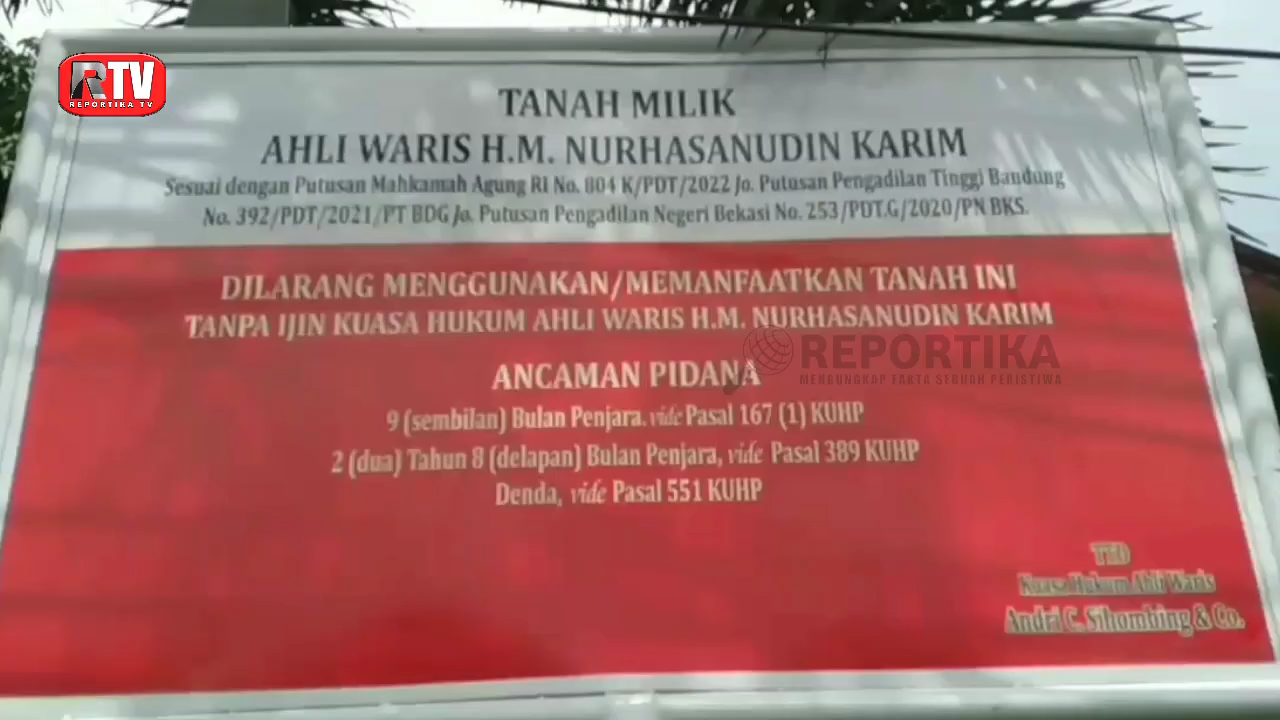 RTV
REPORTIKA TV
TANAH MILIK
AHLI WARIS H.M. NURHASANUDIN KARIM
Sesuai dengan Putusan Mahkamah Agung RI No. 804 K/PDT/2022 Jo. Putusan Pengadilan Tinggi Bandung
No. 392/PDT/2021/PT BDG Jo. Putusan Pengadilan Negeri Bekasi No. 253/PDT.G/2020/PN BKS.
DILARANG MENGGUNAKAN/MEMANFAATKAN TANAH INI
TANPA IJIN KUASA HUKUM AHLI WARIS H.M. NURHASANUDIN KARIM
REPORTIKA
MENGUNGKAP FAKTA SEBUAH PERISTIWA
ANCAMAN PIDANA
9 (sembilan) Bulan Penjara. vide Pasal 167 (1) KUHP
2 (dua) Tahun 8 (delapan) Bulan Penjara, vide Pasal 389 KUHP
Denda, vide Pasal 551 KUHP
TTD
Kuasa Hukum Ahli Waris
Andri C. Sihombing & Co.